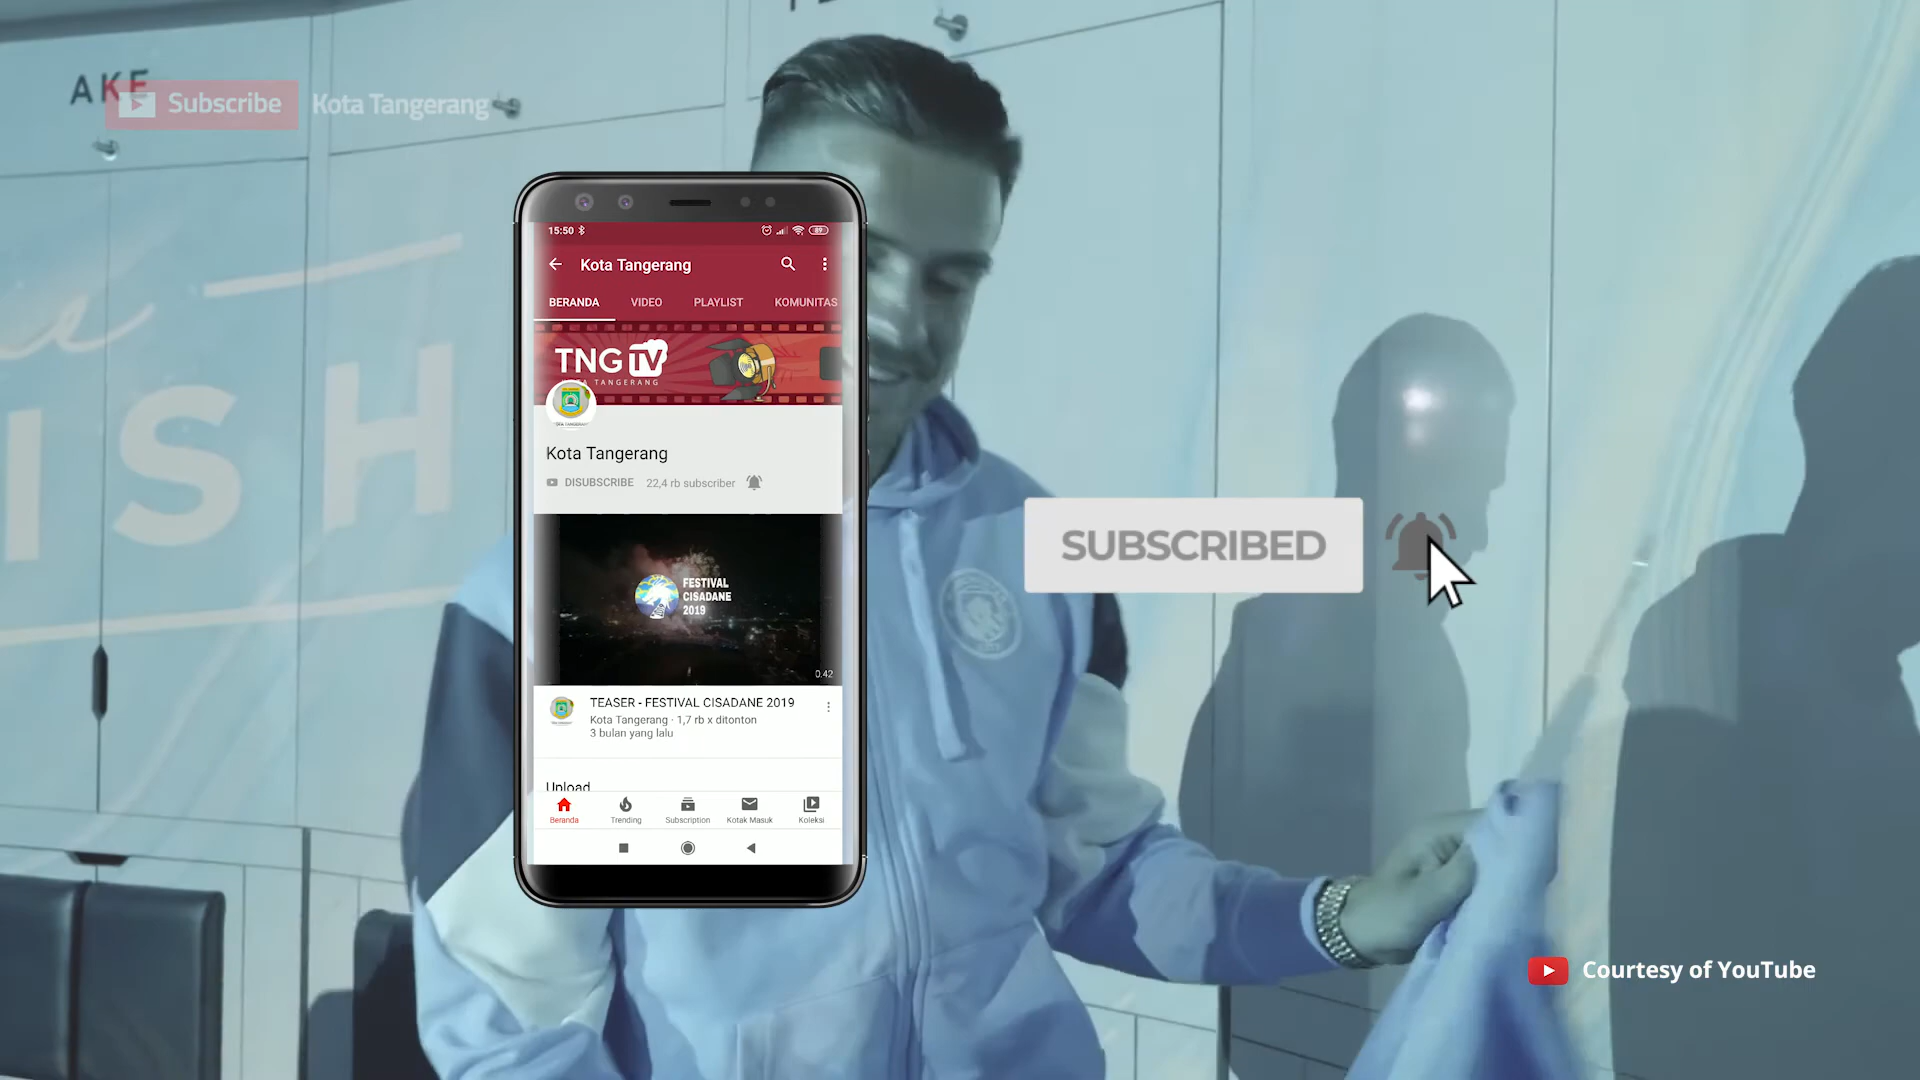 AKE
Subscribe Kota Tangerang
ISH
15:50 89
Kota Tangerang
BERANDA VIDEO PLAYLIST KOMUNITAS
TNG TV
KOTA TANGERANG
Kota Tangerang
DISUBSCRIBE 22,4 rb subscriber
FESTIVAL
CISADANE
2019
0.42
TEASER - FESTIVAL CISADANE 2019
Kota Tangerang · 1,7 rb x ditonton
3 bulan yang lalu
Upload
Beranda Trending Subscription Kotak Masuk Koleksi
SUBSCRIBED
Courtesy of YouTube